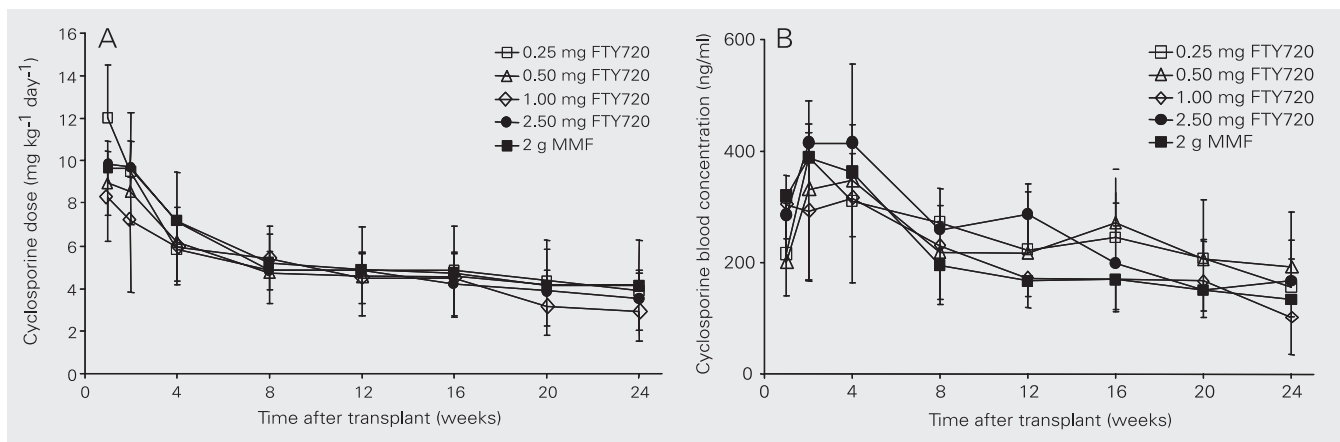 A
Cyclosporine dose (mg kg-1 day-1)
16
14
12
10
8
6
4
2
0
0.25 mg FTY720
0.50 mg FTY720
1.00 mg FTY720
2.50 mg FTY720
2 g MMF
0
4
8
12
16
20
24
Time after transplant (weeks)
B
Cyclosporine blood concentration (ng/ml)
600
400
200
0
0.25 mg FTY720
0.50 mg FTY720
1.00 mg FTY720
2.50 mg FTY720
2 g MMF
0
4
8
12
16
20
24
Time after transplant (weeks)